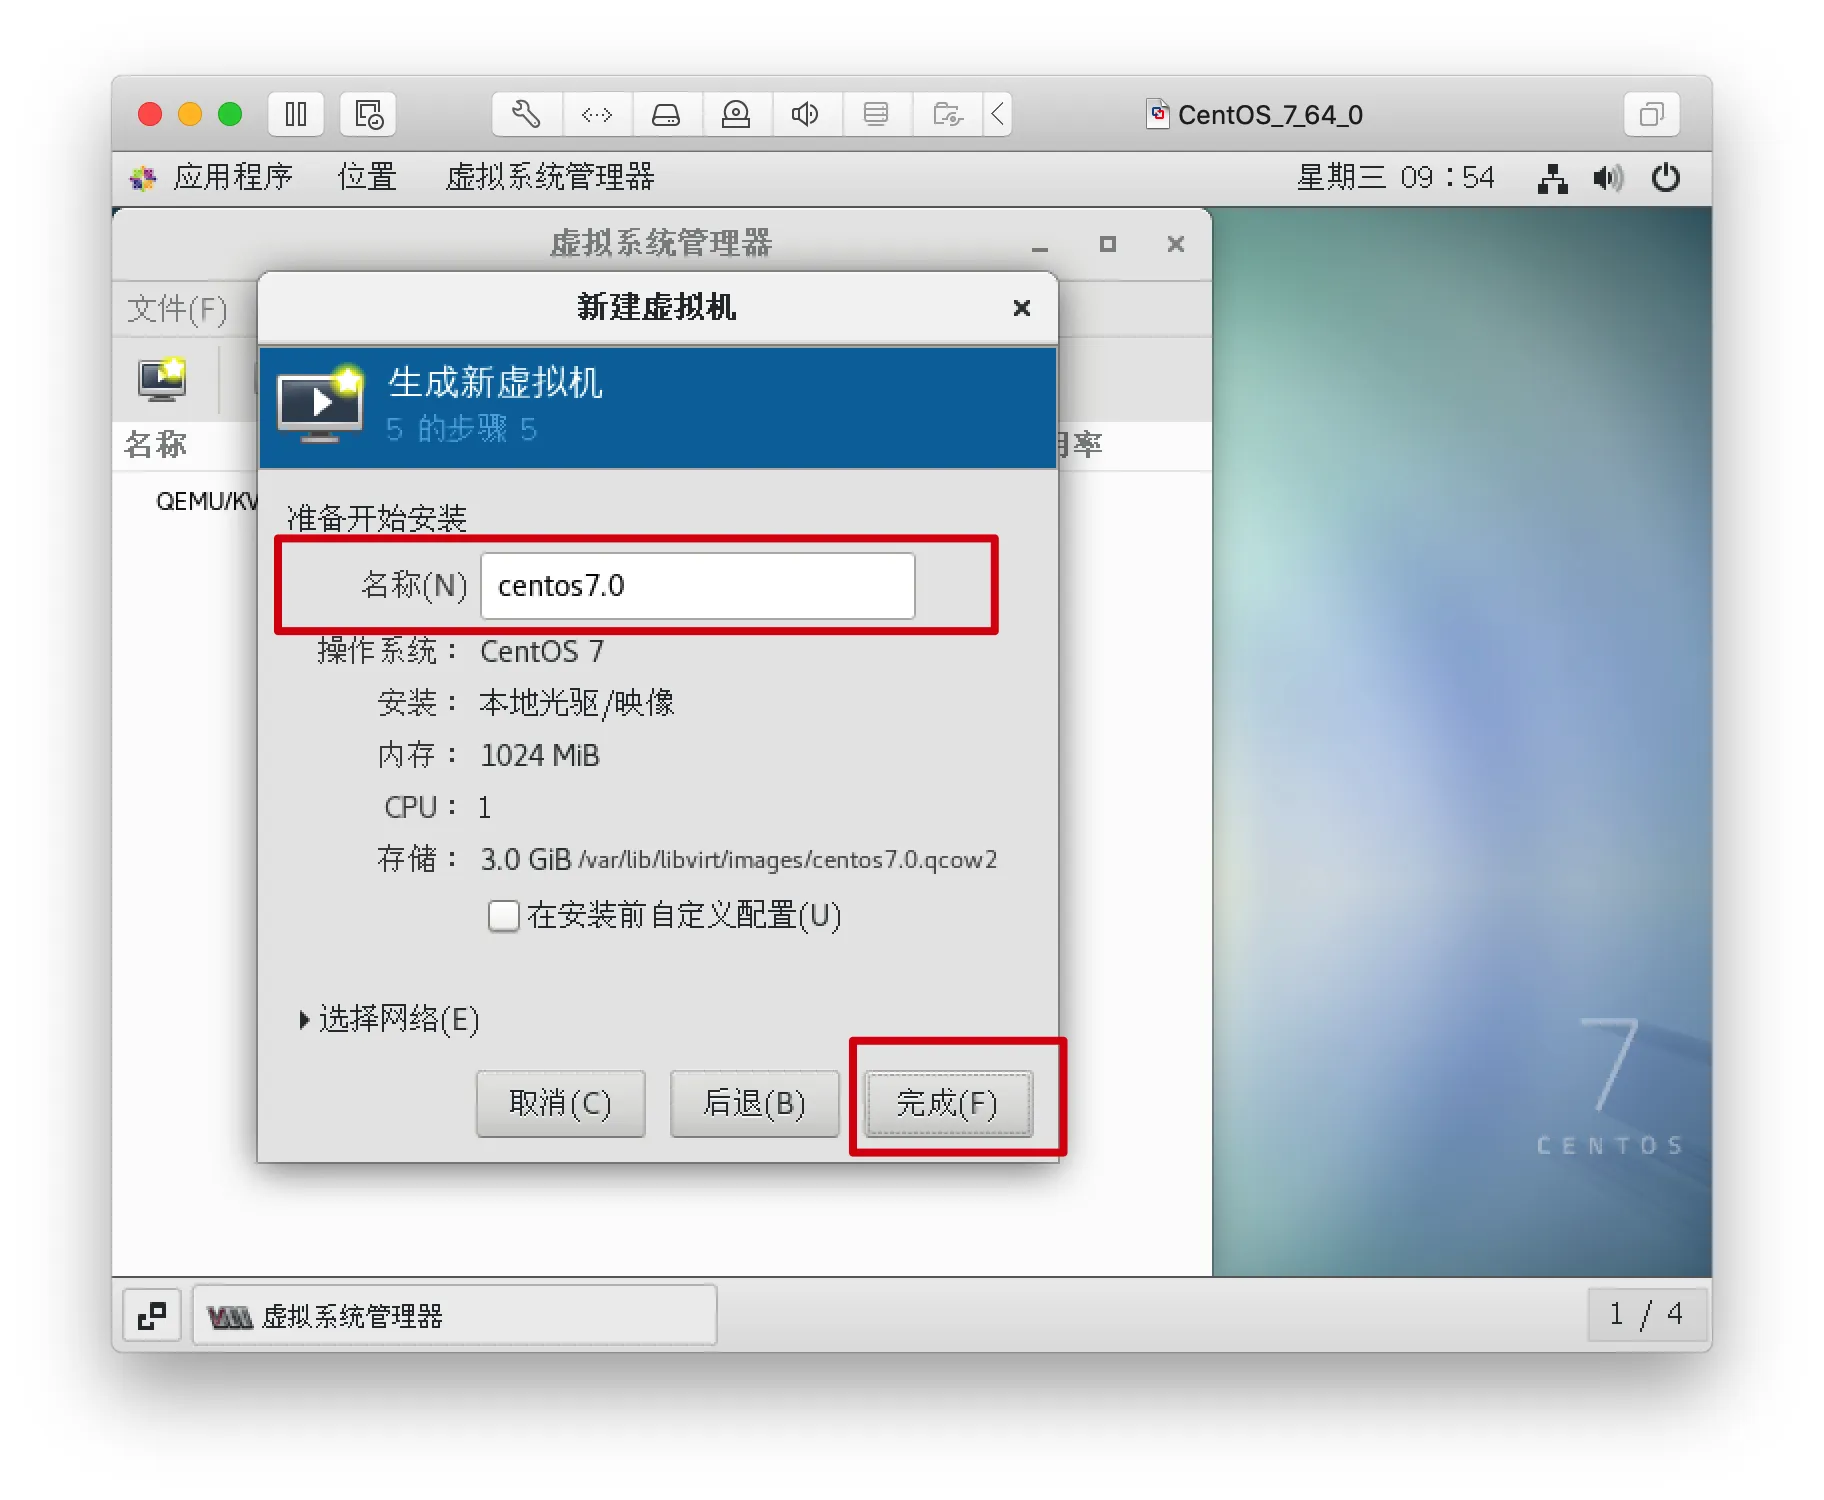 CentOS_7_64_0
应用程序 位置 虚拟系统管理器 星期三 09：54
虚拟系统管理器
文件(F)
新建虚拟机
生成新虚拟机
5 的步骤 5
名称
用率
QEMU/KV
准备开始安装
名称(N) centos7.0
操作系统： CentOS 7
安装： 本地光驱/映像
内存： 1024 MiB
CPU： 1
存储： 3.0 GiB /var/lib/libvirt/images/centos7.0.qcow2
在安装前自定义配置(U)
选择网络(E)
取消(C) 后退(B) 完成(F)
7
CENTOS
虚拟系统管理器
1 / 4